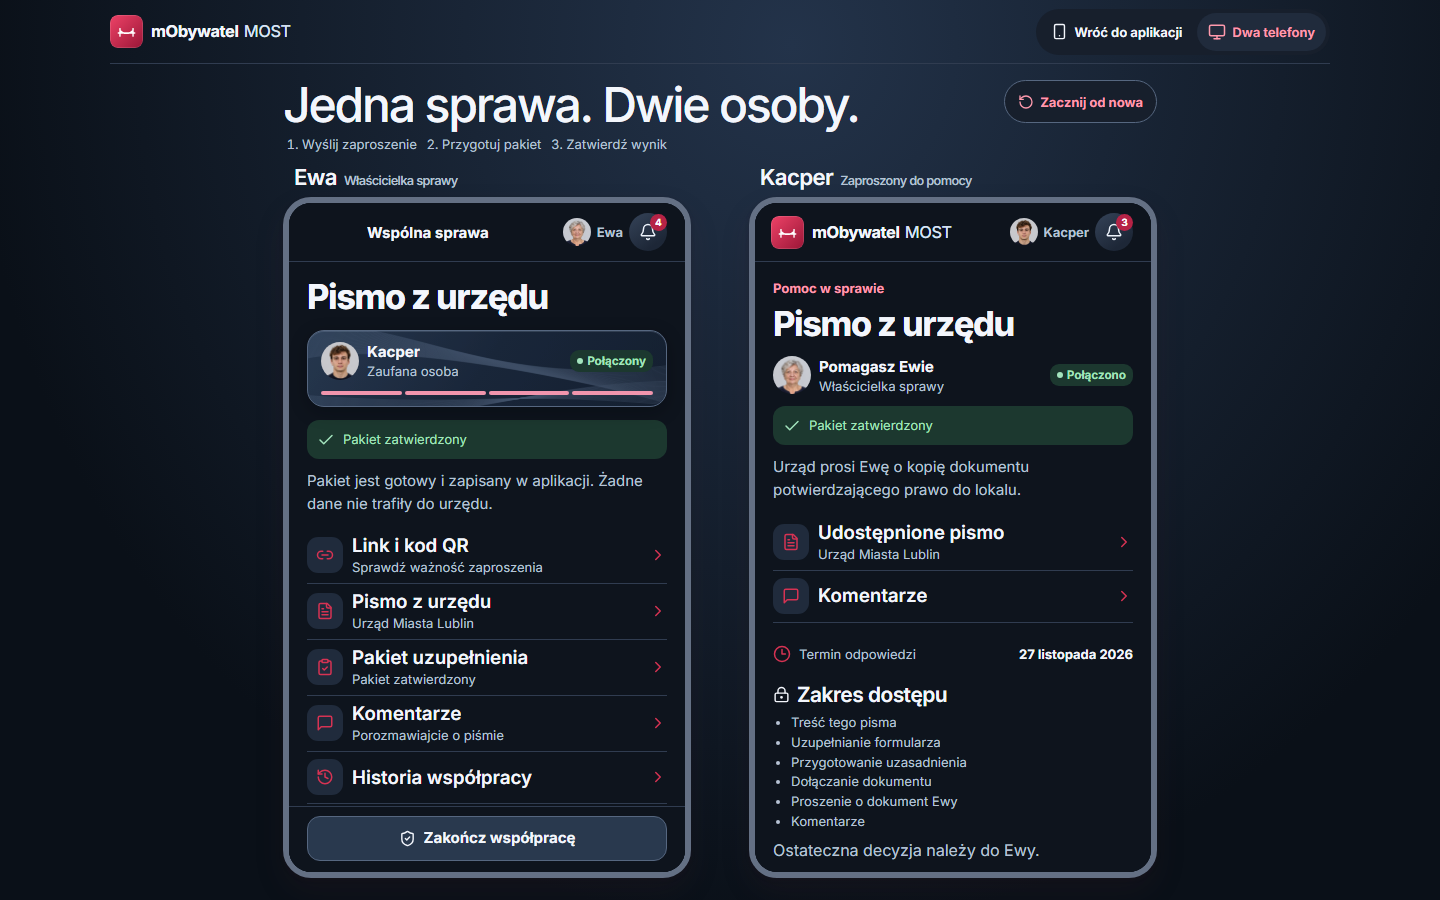 mObywatel MOST
Wróć do aplikacji
Dwa telefony
Jedna sprawa. Dwie osoby.
Zacznij od nowa
1. Wyślij zaproszenie 2. Przygotuj pakiet 3. Zatwierdź wynik
Ewa Właścicielka sprawy
Wspólna sprawa
Ewa
4
Pismo z urzędu
Kacper
Zaufana osoba
Połączony
Pakiet zatwierdzony
Pakiet jest gotowy i zapisany w aplikacji. Żadne
dane nie trafiły do urzędu.
Link i kod QR
Sprawdź ważność zaproszenia
Pismo z urzędu
Urząd Miasta Lublin
Pakiet uzupełnienia
Pakiet zatwierdzony
Komentarze
Porozmawiajcie o piśmie
Historia współpracy
Zakończ współpracę
Kacper Zaproszony do pomocy
mObywatel MOST
Kacper
3
Pomoc w sprawie
Pismo z urzędu
Pomagasz Ewie
Właścicielka sprawy
Połączono
Pakiet zatwierdzony
Urząd prosi Ewę o kopię dokumentu
potwierdzającego prawo do lokalu.
Udostępnione pismo
Urząd Miasta Lublin
Komentarze
Termin odpowiedzi
27 listopada 2026
Zakres dostępu
• Treść tego pisma
• Uzupełnianie formularza
• Przygotowanie uzasadnienia
• Dołączanie dokumentu
• Proszenie o dokument Ewy
• Komentarze
Ostateczna decyzja należy do Ewy.